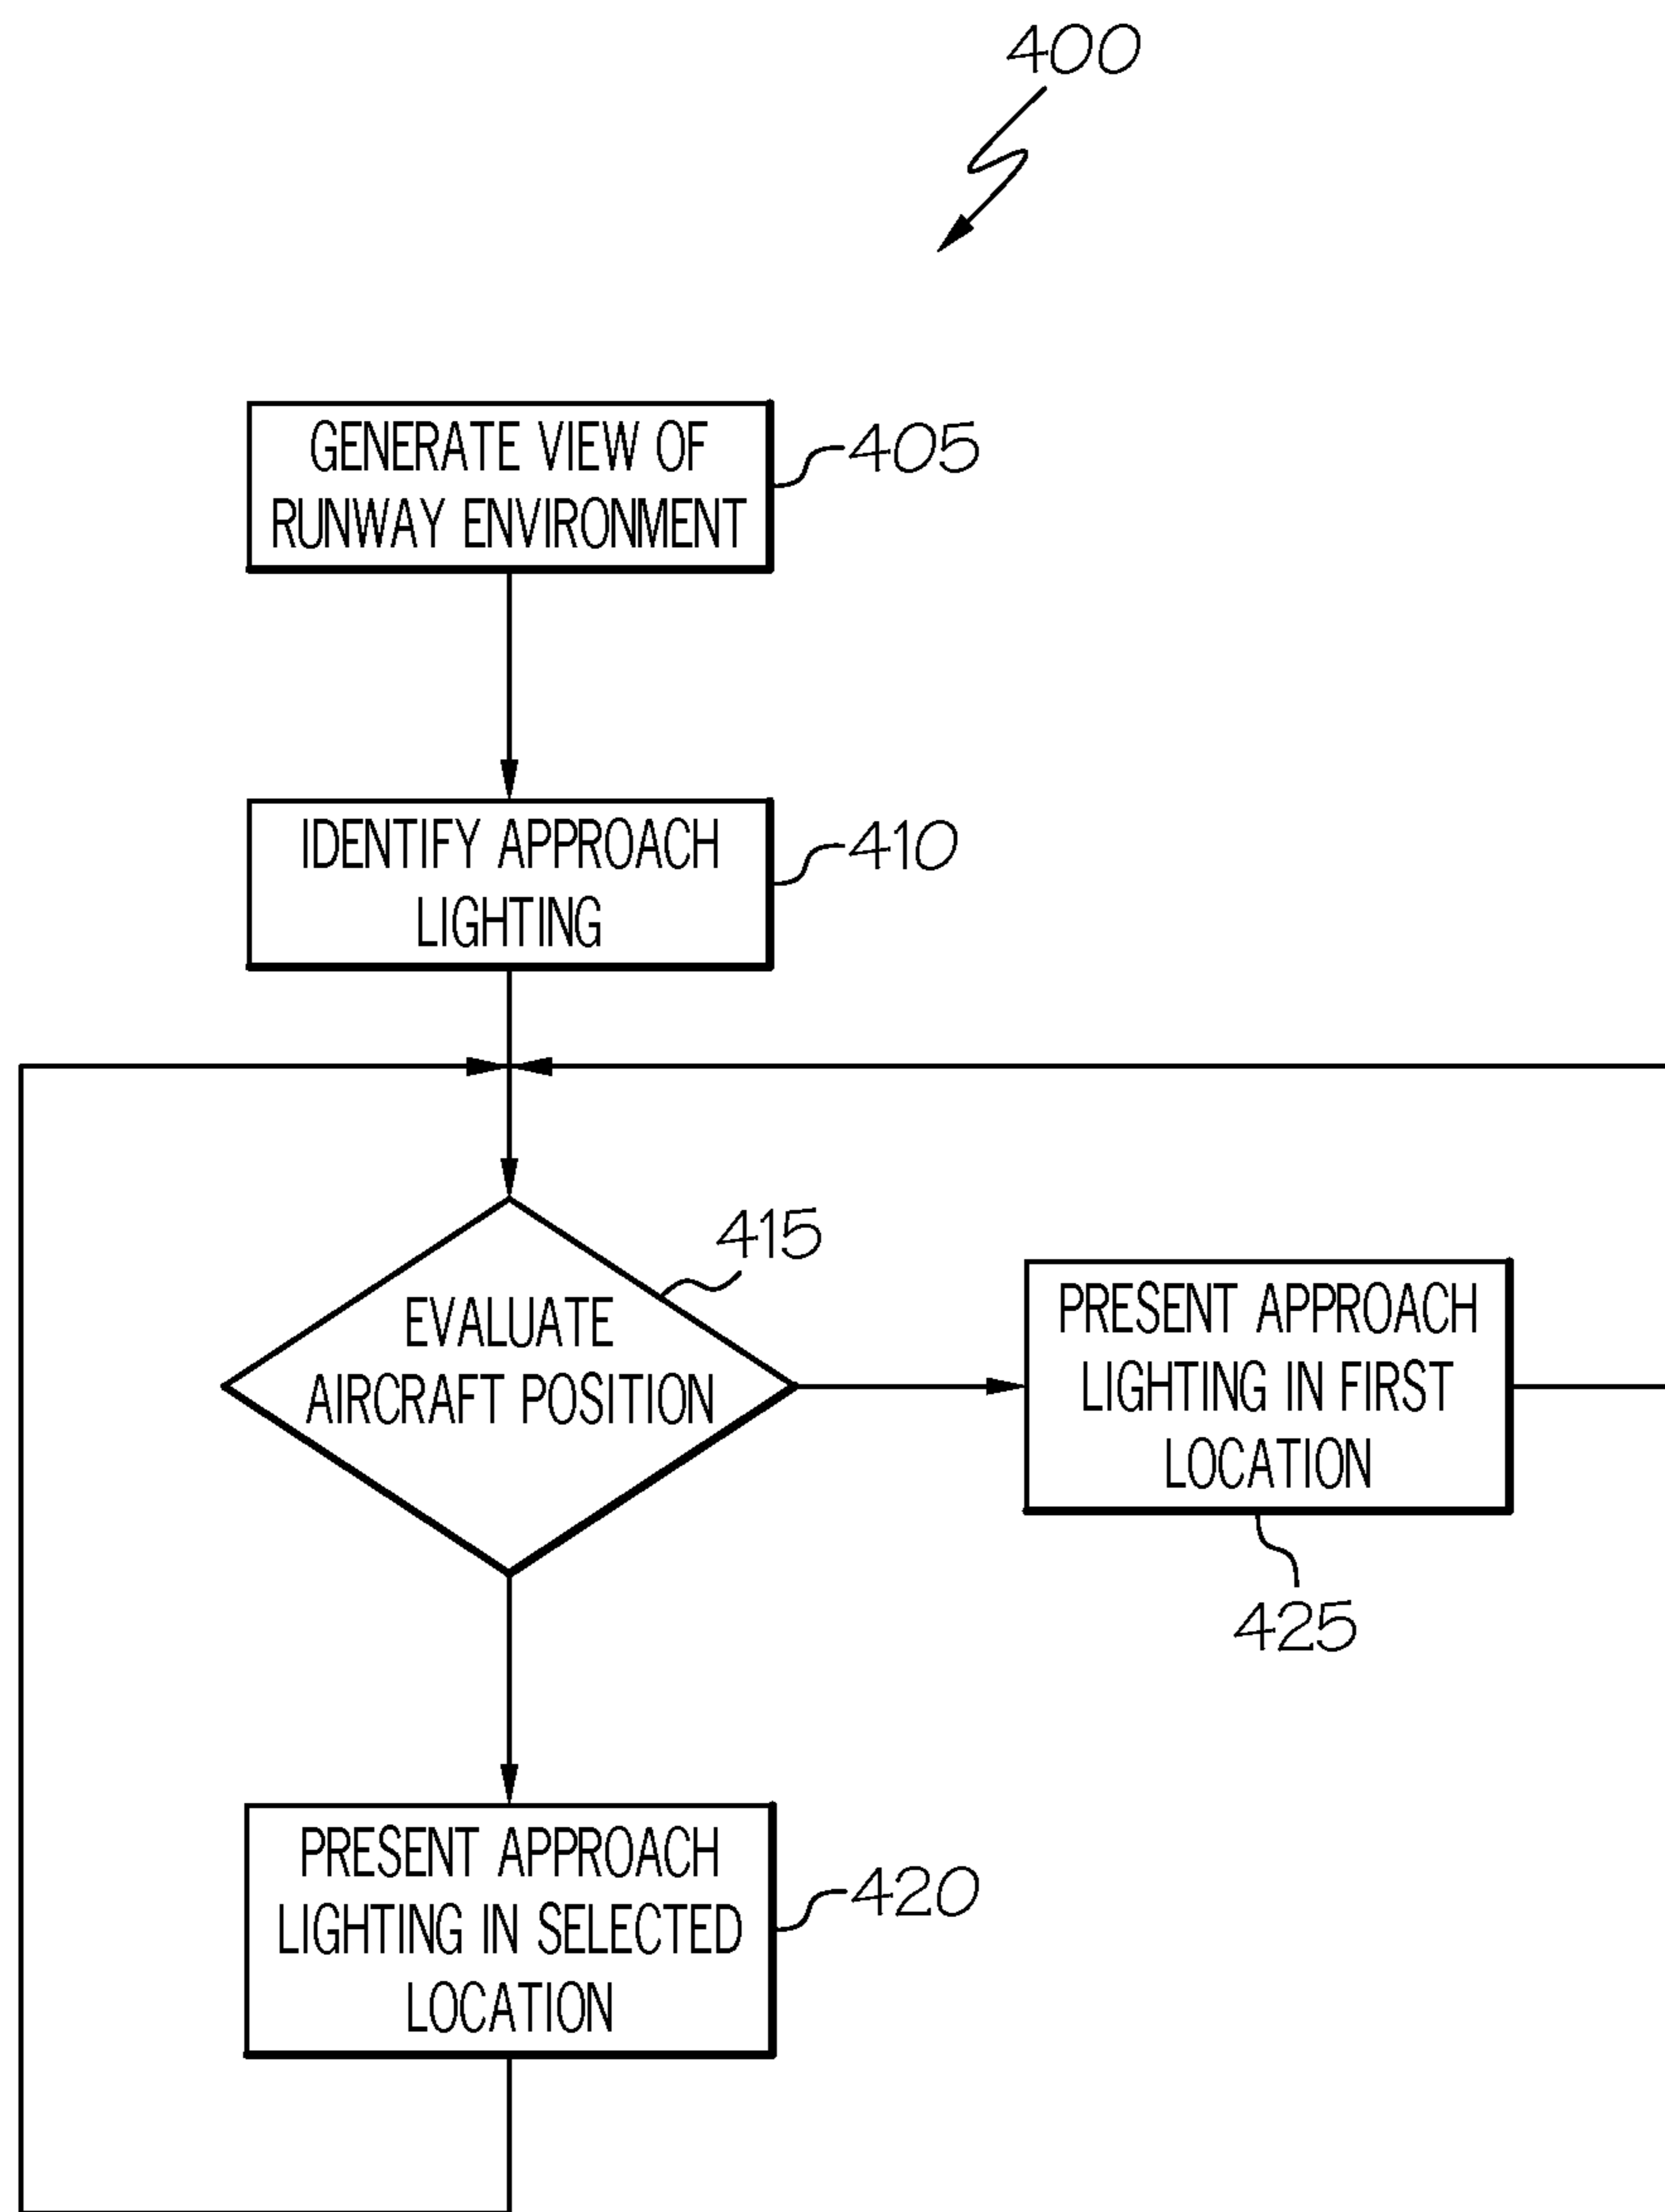 400
GENERATE VIEW OF
RUNWAY ENVIRONMENT
405
IDENTIFY APPROACH
LIGHTING
410
EVALUATE
AIRCRAFT POSITION
415
PRESENT APPROACH
LIGHTING IN FIRST
LOCATION
425
PRESENT APPROACH
LIGHTING IN SELECTED
LOCATION
420